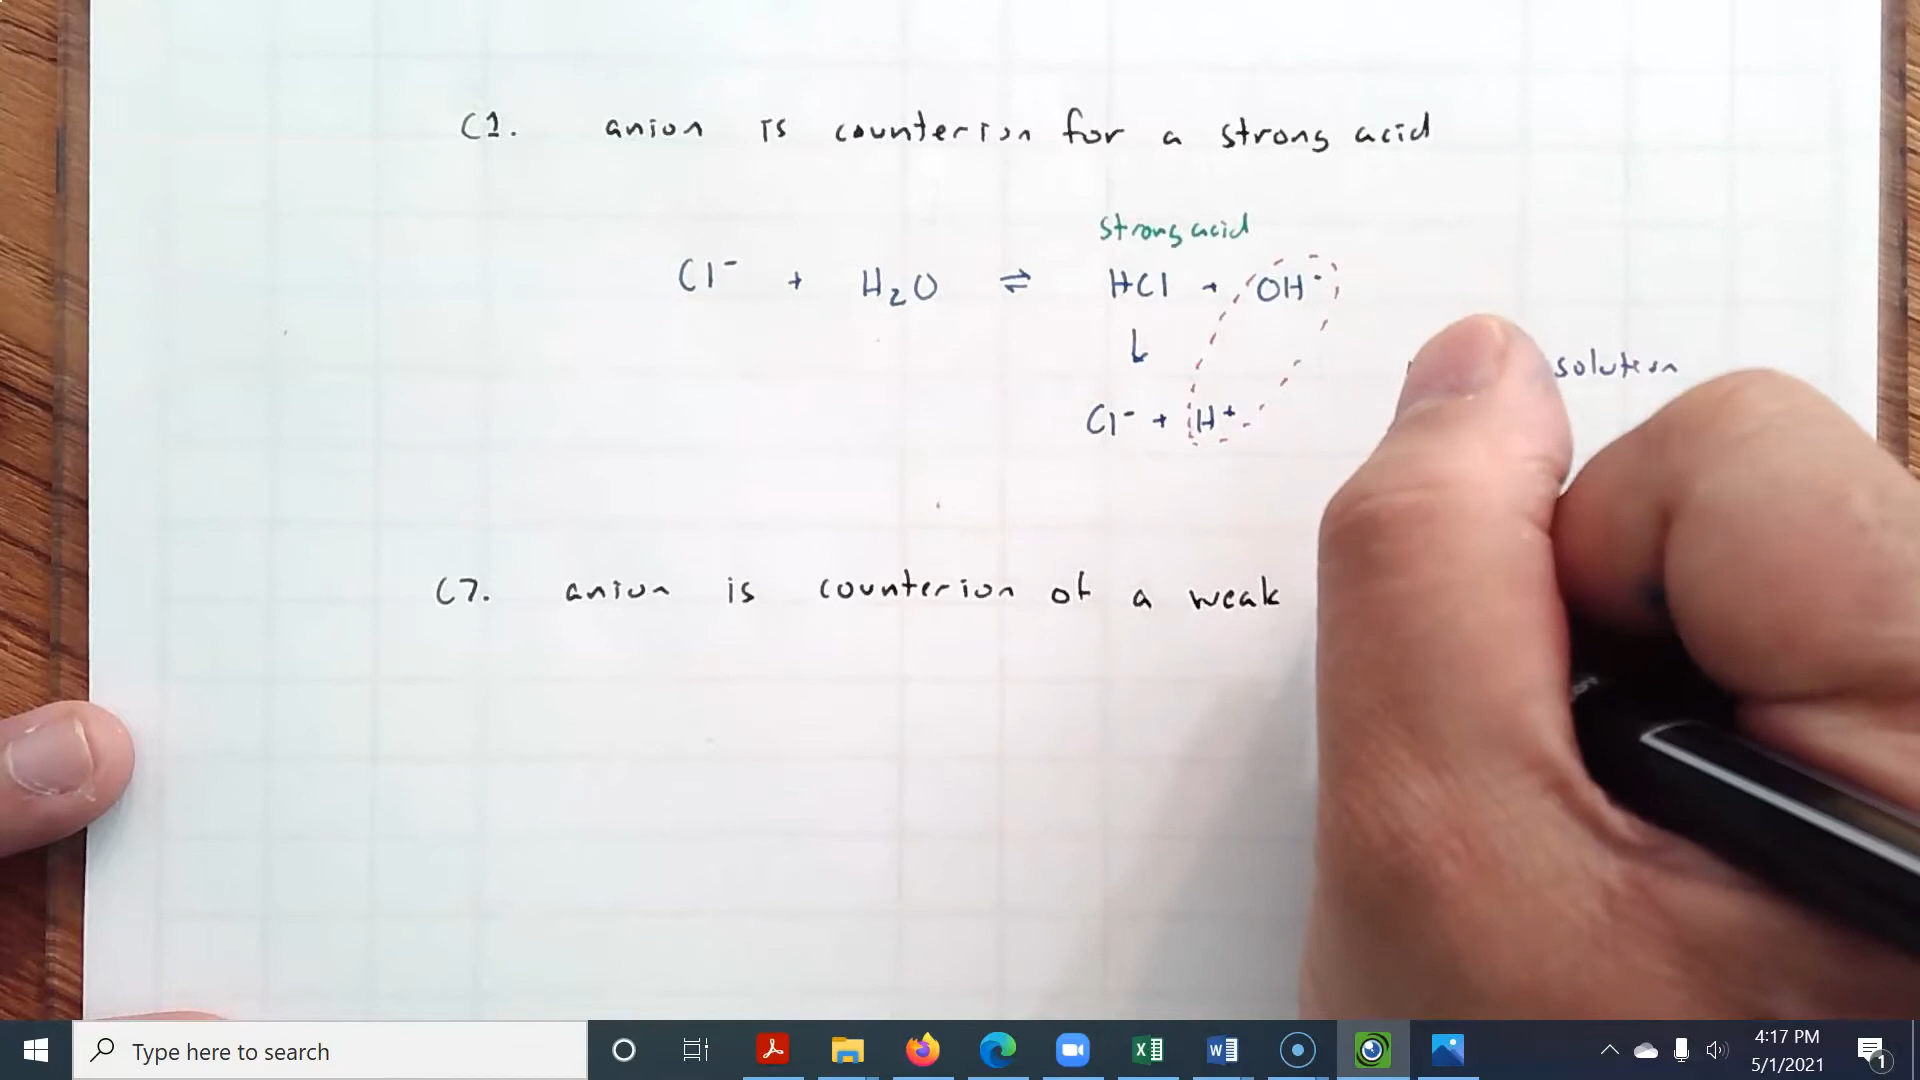 C1. anion is counterion for a strong acid
strong acid
Cl⁻ + H₂O ⇌ HCl + OH⁻
↓ solution
Cl⁻ + H⁺
C2. anion is counterion of a weak
Type here to search
4:17 PM
5/1/2021
1